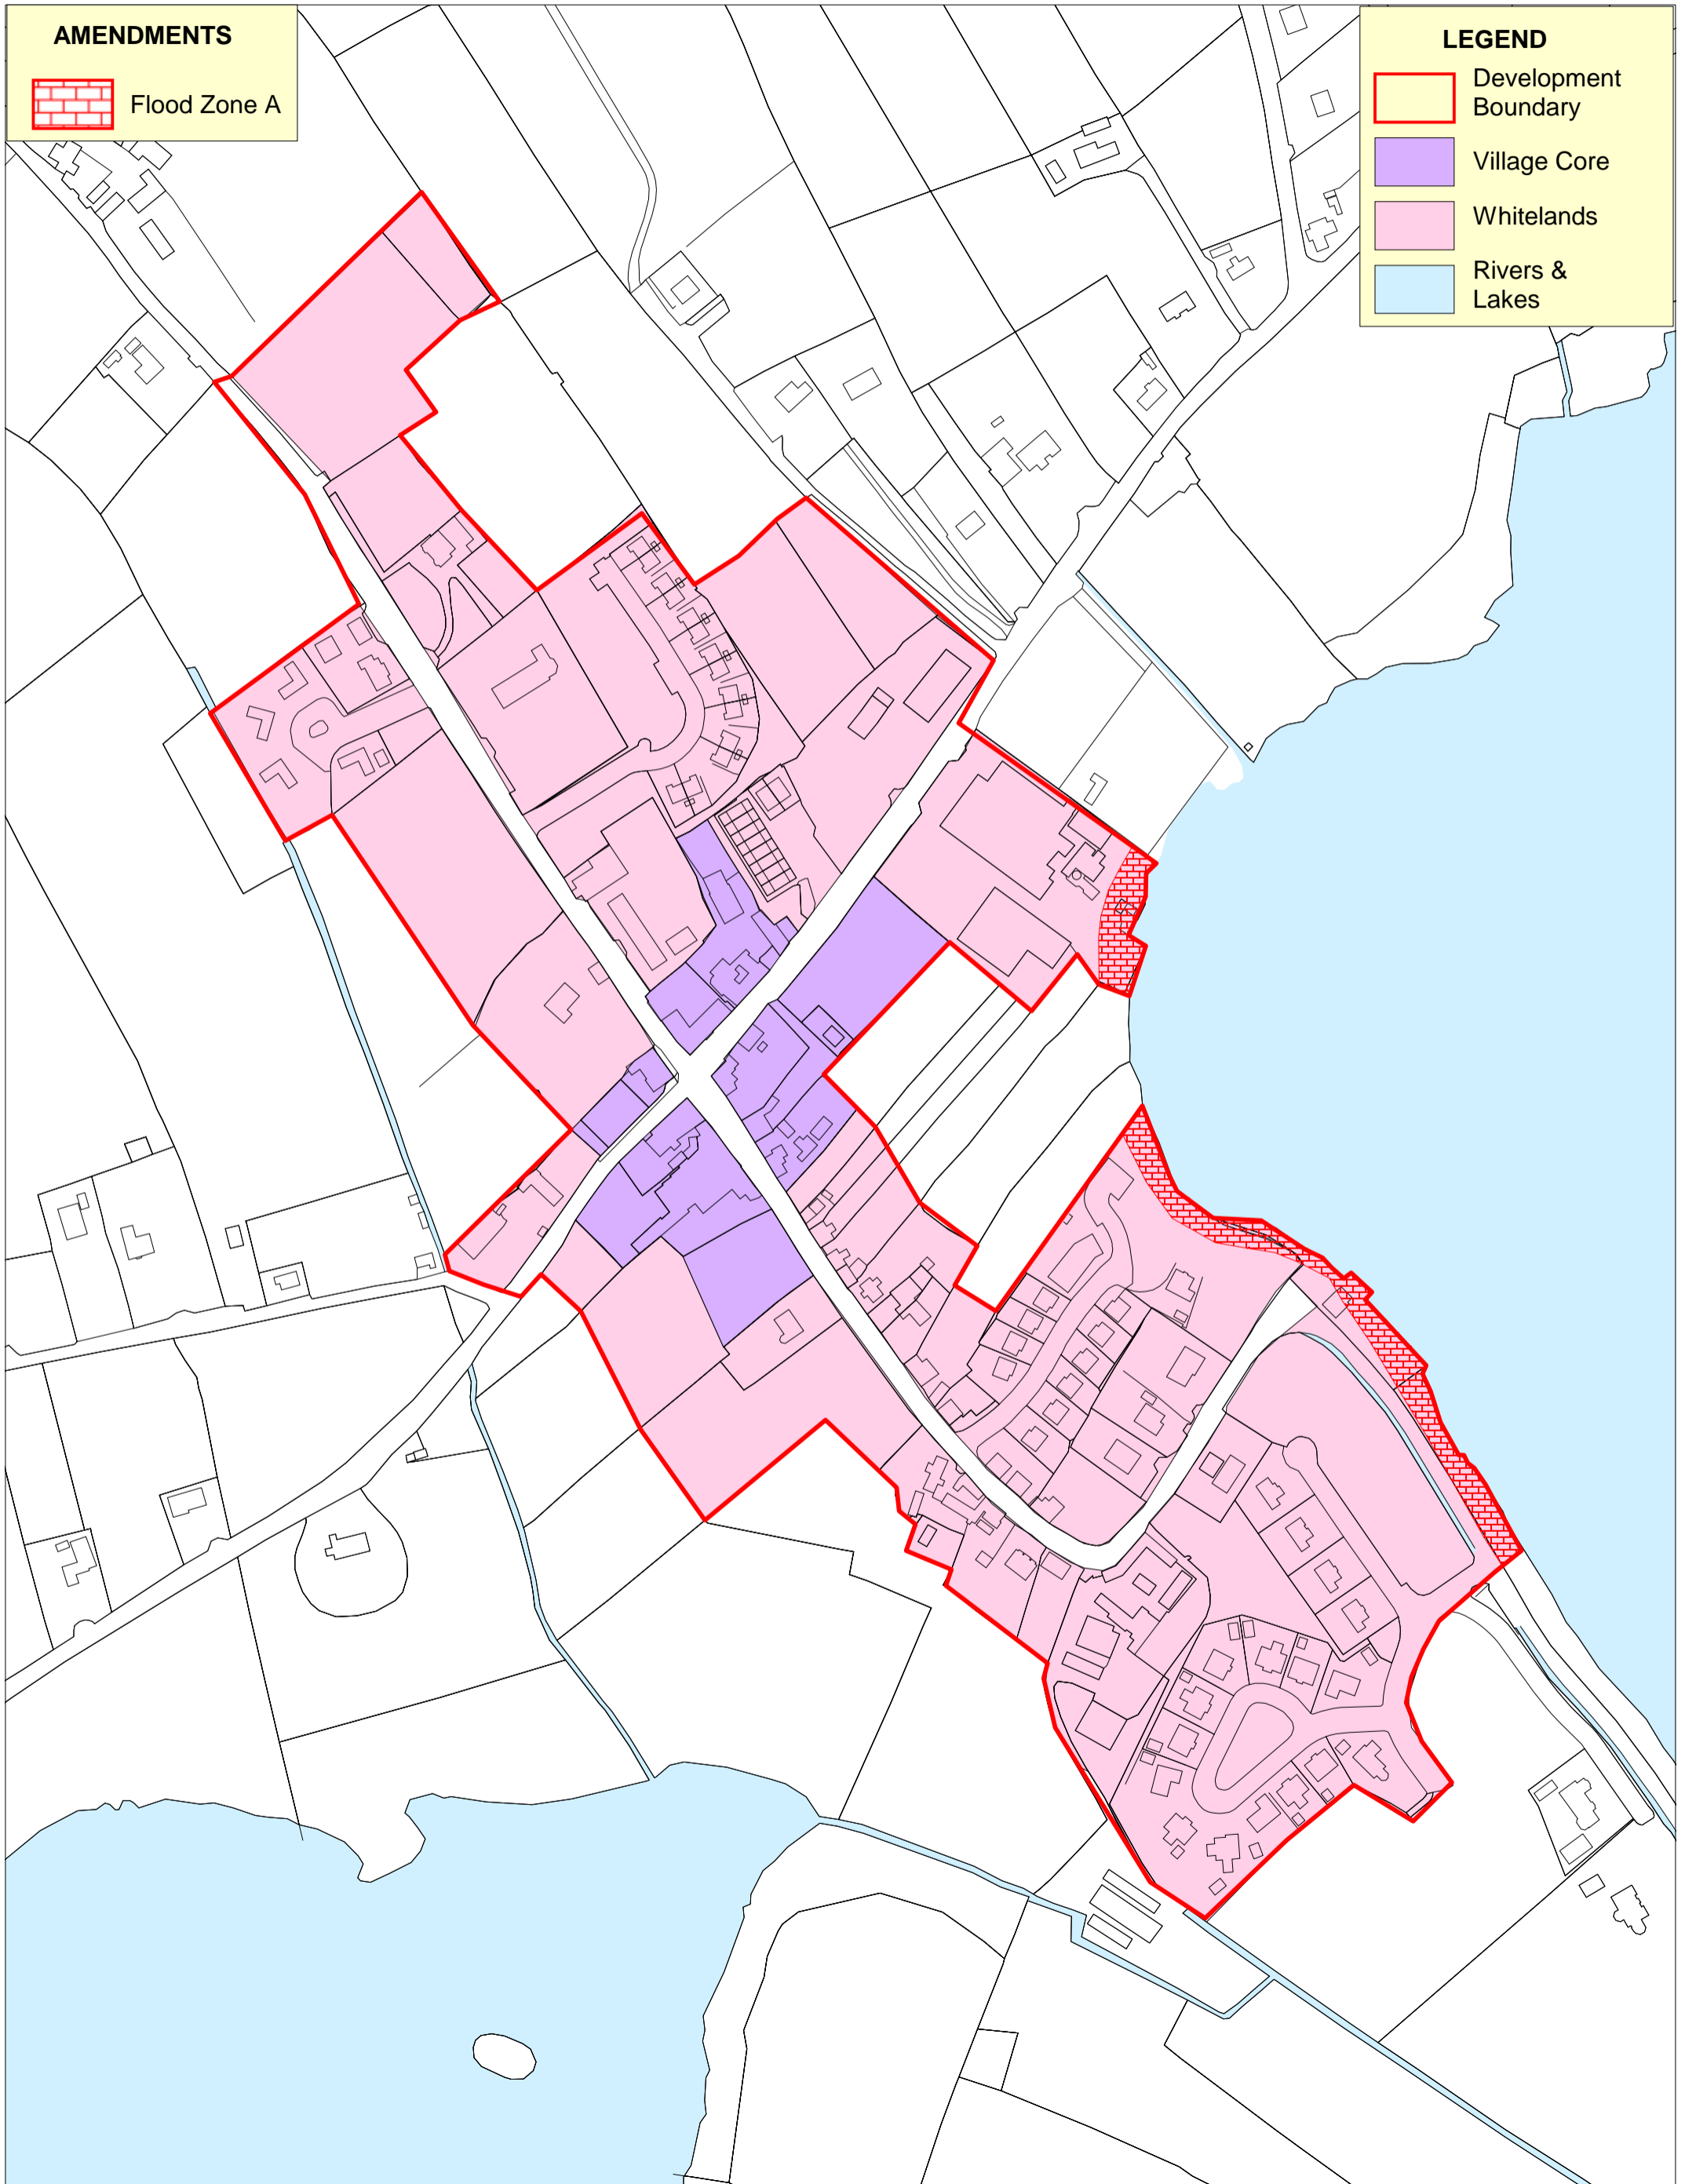 AMENDMENTS
Flood Zone A
LEGEND
Development
Boundary
Village Core
Whitelands
Rivers &
Lakes